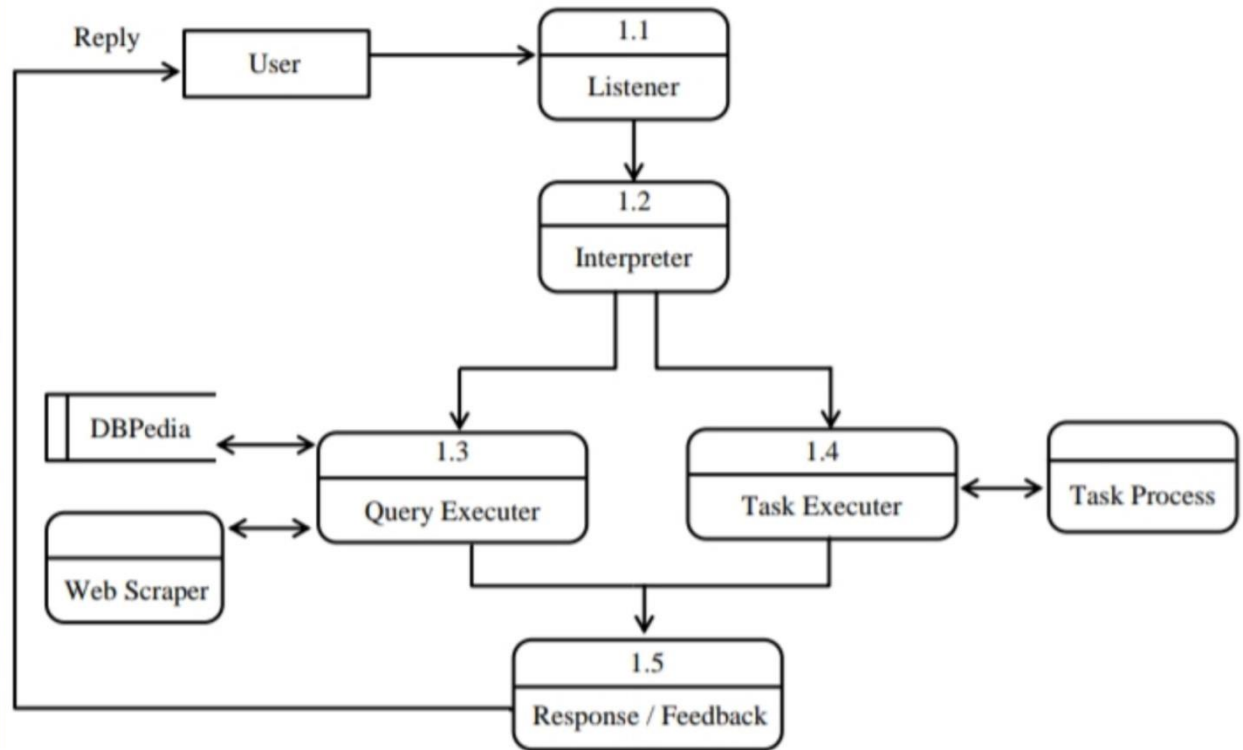 Reply
User
1.1
Listener
1.2
Interpreter
DBPedia
1.3
Query Executer
1.4
Task Executer
Task Process
Web Scraper
1.5
Response / Feedback